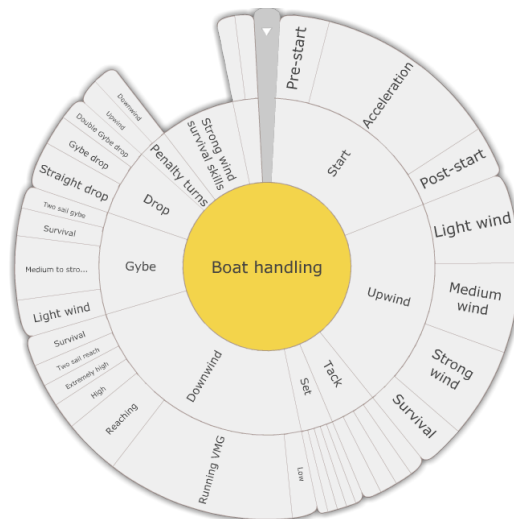 Boat handling
Start
Pre-start
Acceleration
Post-start
Upwind
Light wind
Medium
wind
Strong
wind
Survival
Tack
Set
Downwind
Low
Running VMG
Reaching
High
Extremely high
Two sail reach
Survival
Gybe
Light wind
Medium to stro...
Survival
Two sail gybe
Drop
Straight drop
Gybe drop
Double Gybe drop
Penalty turns
Upwind
Downwind
Strong wind
survival skills